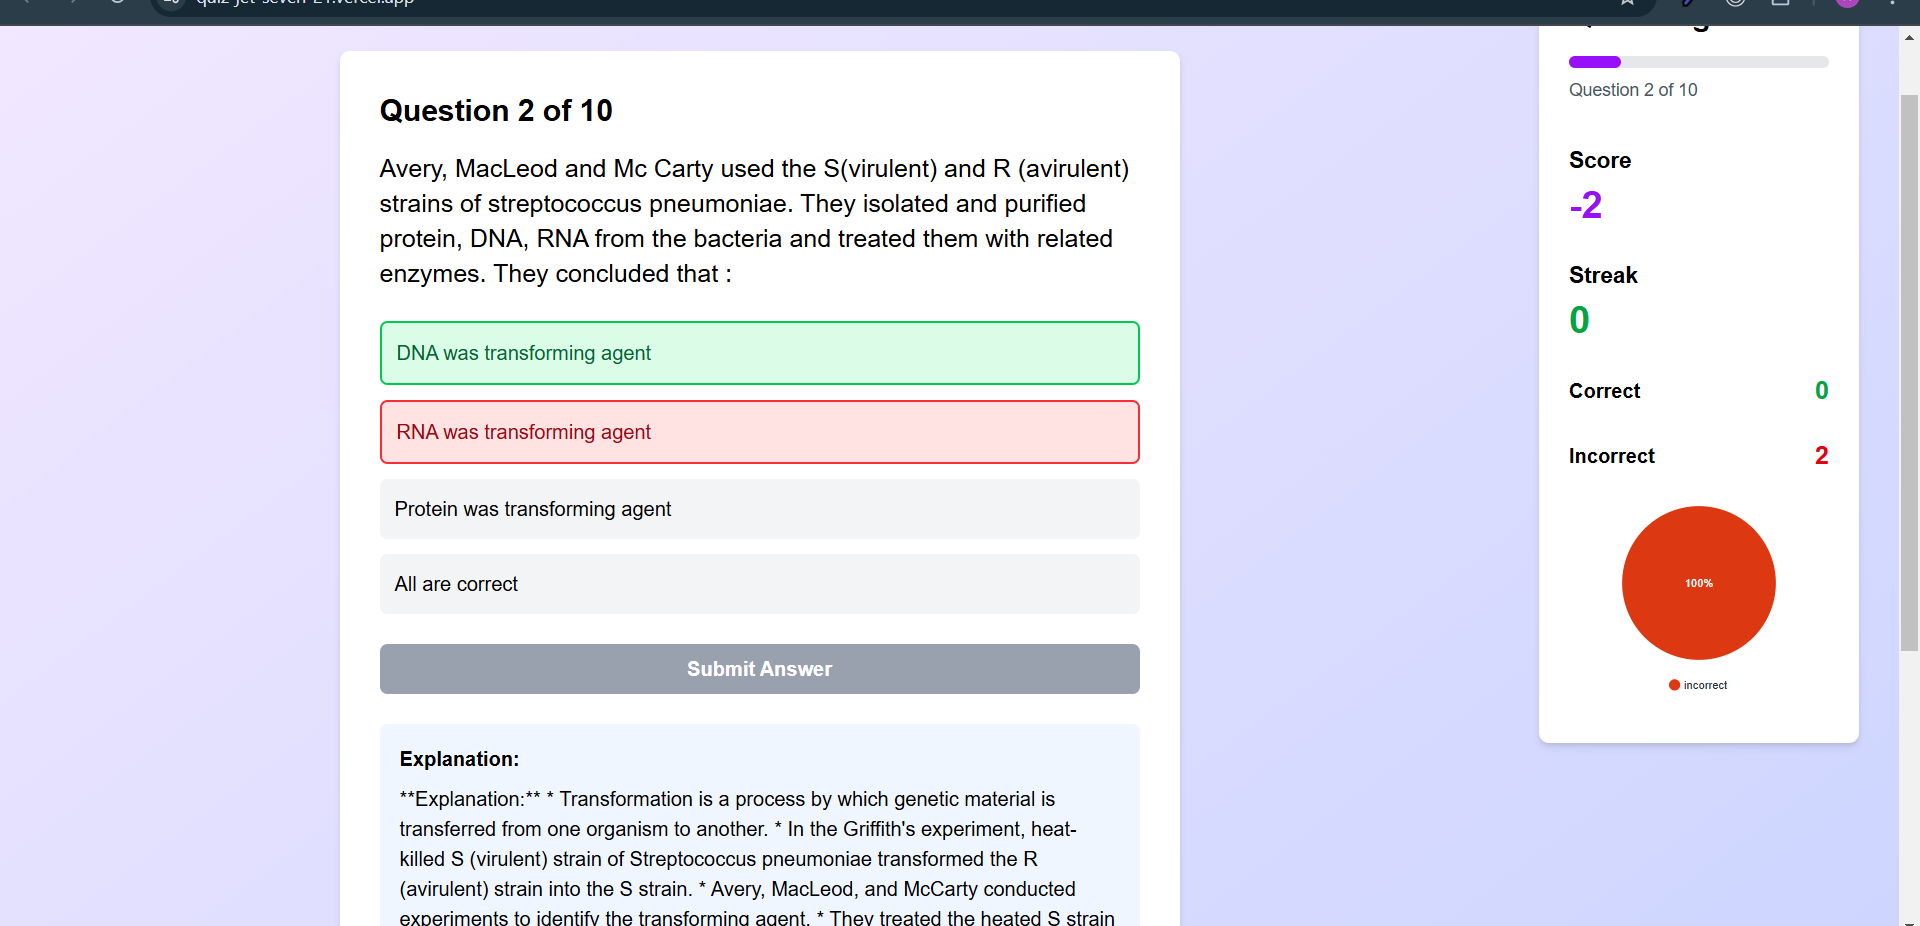 Question 2 of 10
Avery, MacLeod and Mc Carty used the S(virulent) and R (avirulent)
strains of streptococcus pneumoniae. They isolated and purified
protein, DNA, RNA from the bacteria and treated them with related
enzymes. They concluded that :
DNA was transforming agent
RNA was transforming agent
Protein was transforming agent
All are correct
Submit Answer
Explanation:
**Explanation:** * Transformation is a process by which genetic material is
transferred from one organism to another. * In the Griffith's experiment, heat-
killed S (virulent) strain of Streptococcus pneumoniae transformed the R
(avirulent) strain into the S strain. * Avery, MacLeod, and McCarty conducted
experiments to identify the transforming agent. * They treated the heated S strain
Question 2 of 10
Score
-2
Streak
0
Correct 0
Incorrect 2
100%
incorrect